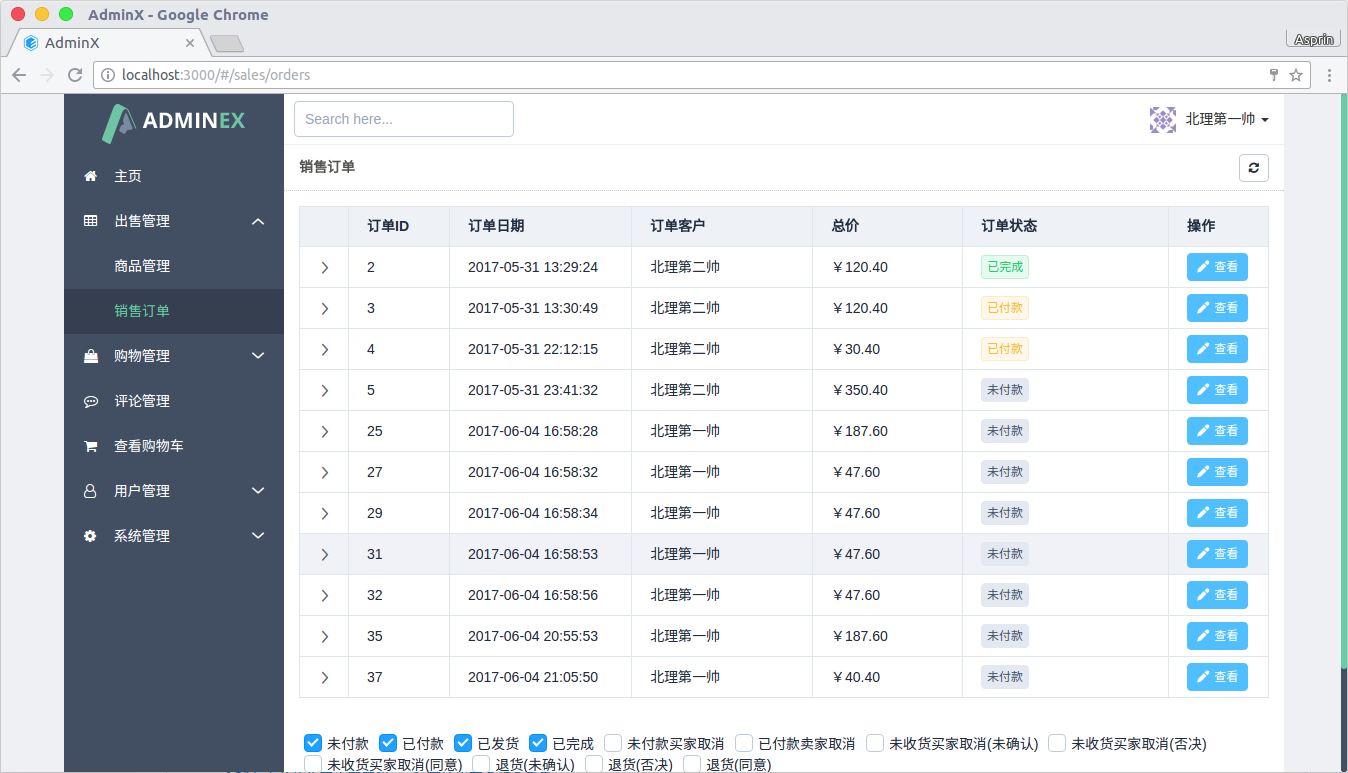 AdminX - Google Chrome
AdminX
Asprin
localhost:3000/#/sales/orders
ADMINEX
Search here...
北理第一帅
主页
出售管理
商品管理
销售订单
购物管理
评论管理
查看购物车
用户管理
系统管理
销售订单
订单ID 订单日期 订单客户 总价 订单状态 操作
2 2017-05-31 13:29:24 北理第二帅 ￥120.40 已完成 查看
3 2017-05-31 13:30:49 北理第二帅 ￥120.40 已付款 查看
4 2017-05-31 22:12:15 北理第二帅 ￥30.40 已付款 查看
5 2017-05-31 23:41:32 北理第二帅 ￥350.40 未付款 查看
25 2017-06-04 16:58:28 北理第一帅 ￥187.60 未付款 查看
27 2017-06-04 16:58:32 北理第一帅 ￥47.60 未付款 查看
29 2017-06-04 16:58:34 北理第一帅 ￥47.60 未付款 查看
31 2017-06-04 16:58:53 北理第一帅 ￥47.60 未付款 查看
32 2017-06-04 16:58:56 北理第一帅 ￥47.60 未付款 查看
35 2017-06-04 20:55:53 北理第一帅 ￥187.60 未付款 查看
37 2017-06-04 21:05:50 北理第一帅 ￥40.40 未付款 查看
未付款 已付款 已发货 已完成 未付款买家取消 已付款卖家取消 未收货买家取消(未确认) 未收货买家取消(否决)
未收货买家取消(同意) 退货(未确认) 退货(否决) 退货(同意)